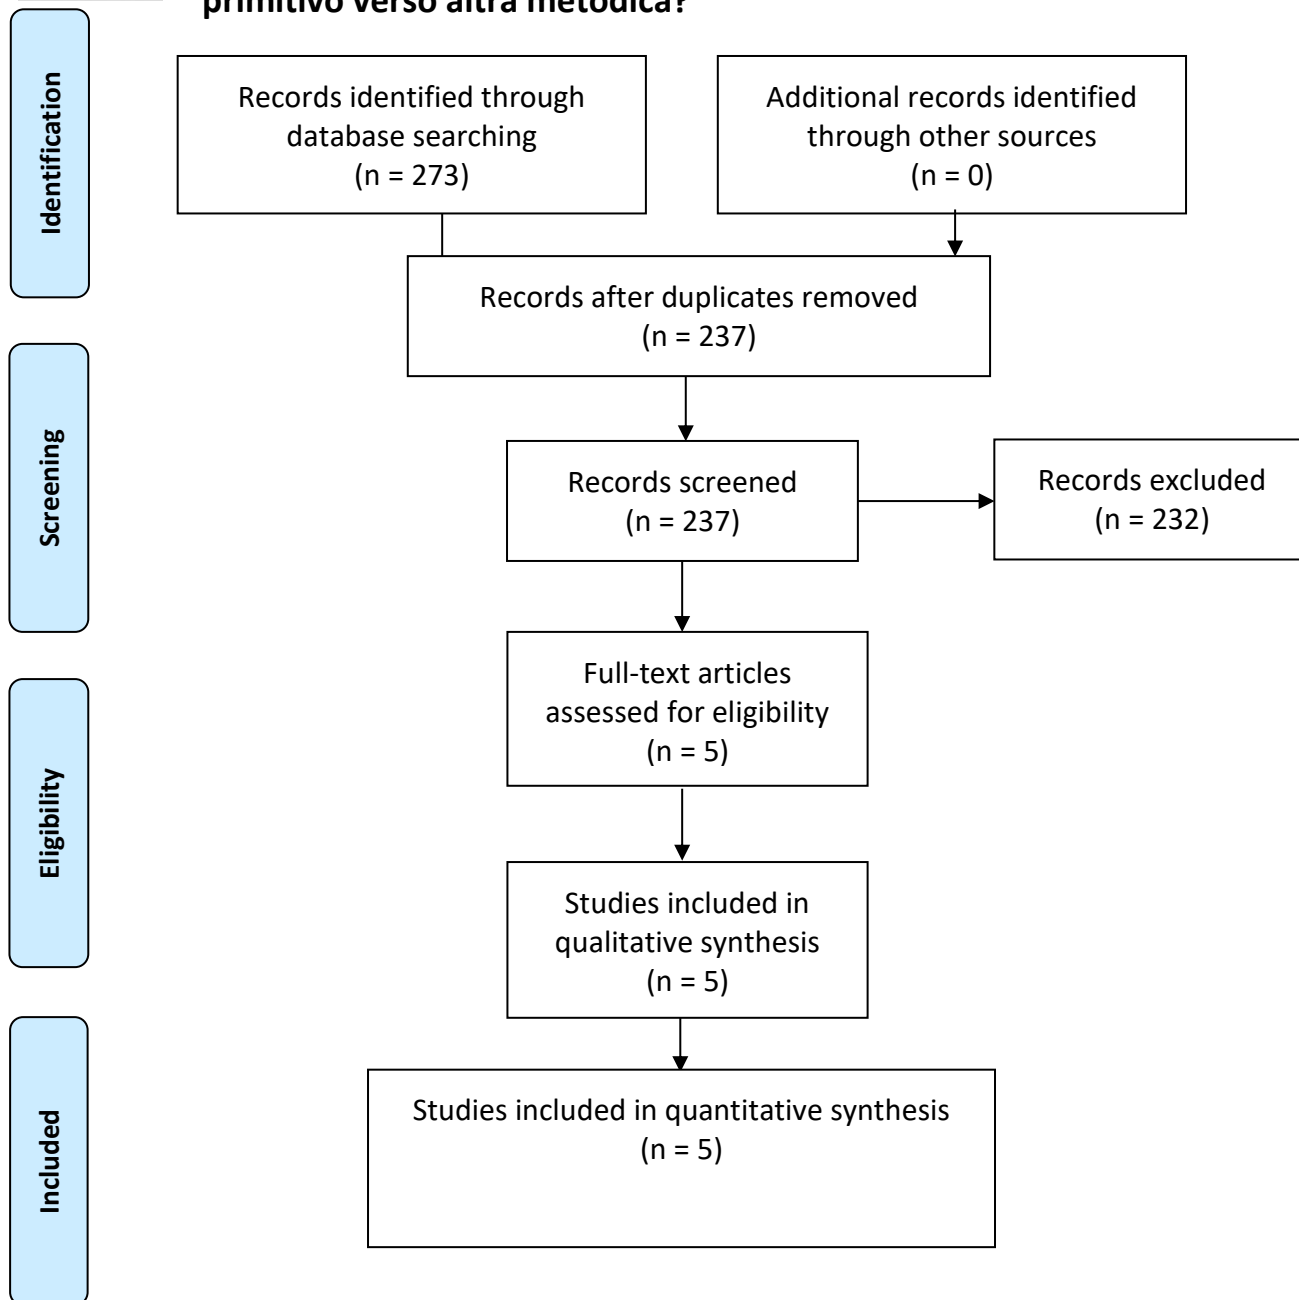 primitivo verso altra metodica?
Identification
Records identified through
database searching
(n = 273)
Additional records identified
through other sources
(n = 0)
Records after duplicates removed
(n = 237)
Screening
Records screened
(n = 237)
Records excluded
(n = 232)
Full-text articles
assessed for eligibility
(n = 5)
Eligibility
Studies included in
qualitative synthesis
(n = 5)
Included
Studies included in quantitative synthesis
(n = 5)